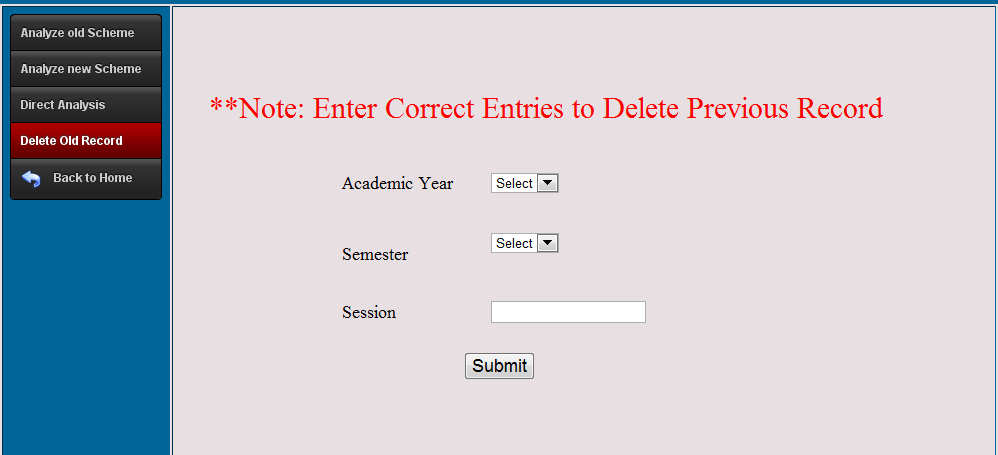 Analyze old Scheme
Analyze new Scheme
Direct Analysis
Delete Old Record
Back to Home
**Note: Enter Correct Entries to Delete Previous Record
Academic Year Select
Semester Select
Session
Submit